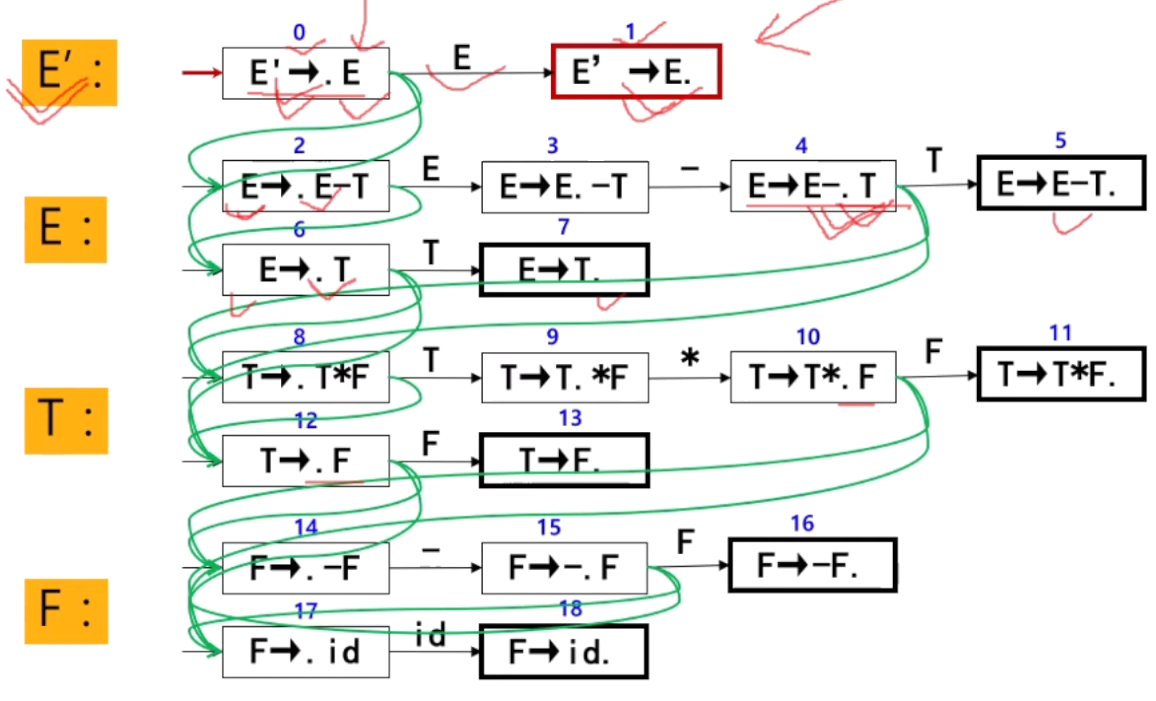 0 1
E′ : E'→. E E E’ →E.
2 3 4 5
E→. E−T E E→E. −T − E→E−. T T E→E−T.
E :
6 7
E→. T T E→T.
8 9 10 11
T→. T*F T T→T. *F * T→T*. F F T→T*F.
T :
12 13
T→. F F T→F.
14 15 16
F→. −F − F→−. F F F→−F.
F :
17 18
F→. id id F→id.